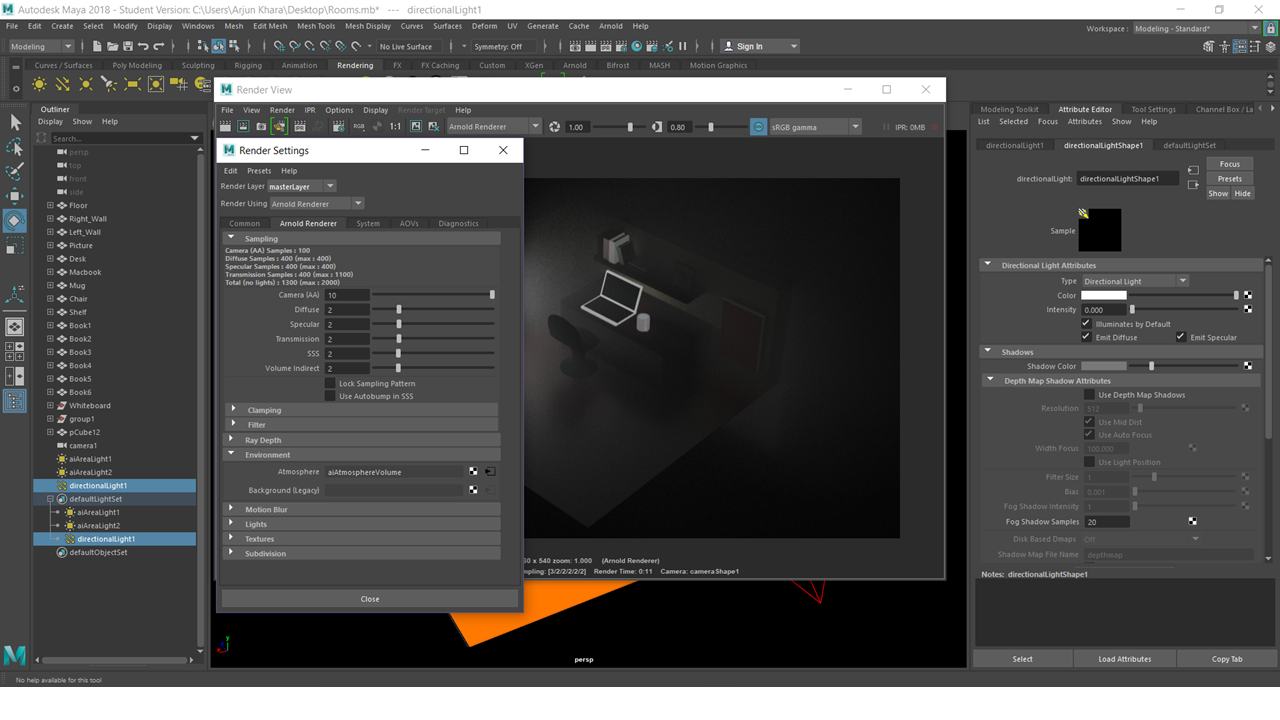 Autodesk Maya 2018 - Student Version: C:\Users\Arjun Khara\Desktop\Rooms.mb* --- directionalLight1
File Edit Create Select Modify Display Windows Mesh Edit Mesh Mesh Tools Mesh Display Curves Surfaces Deform UV Generate Cache Arnold Help
Workspace: Modeling - Standard*
Modeling No Live Surface Symmetry: Off Sign In
Curves / Surfaces Poly Modeling Sculpting Rigging Animation Rendering FX FX Caching Custom XGen Arnold Bifrost MASH Motion Graphics
Outliner
Display Show Help
Search...
persp
top
front
side
Floor
Right_Wall
Left_Wall
Picture
Desk
Macbook
Mug
Chair
Shelf
Book1
Book2
Book3
Book4
Book5
Book6
Whiteboard
group1
pCube12
camera1
aiAreaLight1
aiAreaLight2
directionalLight1
defaultLightSet
aiAreaLight1
aiAreaLight2
directionalLight1
defaultObjectSet
Render View
File View Render IPR Options Display Render Target Help
RGB 1:1 Arnold Renderer 1.00 0.80 sRGB gamma IPR: 0MB
Render Settings
Edit Presets Help
Render Layer masterLayer
Render Using Arnold Renderer
Common Arnold Renderer System AOVs Diagnostics
Sampling
Camera (AA) Samples : 100
Diffuse Samples : 400 (max : 400)
Specular Samples : 400 (max : 400)
Transmission Samples : 400 (max : 1100)
Total (no lights) : 1300 (max : 2000)
Camera (AA) 10
Diffuse 2
Specular 2
Transmission 2
SSS 2
Volume Indirect 2
Lock Sampling Pattern
Use Autobump in SSS
Clamping
Filter
Ray Depth
Environment
Atmosphere aiAtmosphereVolume
Background (Legacy)
Motion Blur
Lights
Textures
Subdivision
Close
0 x 540 zoom: 1.000 (Arnold Renderer)
mpling: [3/2/2/2/2/2] Render Time: 0:11 Camera: cameraShape1
persp
Modeling Toolkit Attribute Editor Tool Settings Channel Box / La
List Selected Focus Attributes Show Help
directionalLight1 directionalLightShape1 defaultLightSet
directionalLight: directionalLightShape1
Focus
Presets
Show Hide
Sample
Directional Light Attributes
Type Directional Light
Color
Intensity 0.000
Illuminates by Default
Emit Diffuse Emit Specular
Shadows
Shadow Color
Depth Map Shadow Attributes
Use Depth Map Shadows
Resolution 512
Use Mid Dist
Use Auto Focus
Width Focus 100.000
Use Light Position
Filter Size 1
Bias 0.001
Fog Shadow Intensity 1
Fog Shadow Samples 20
Disk Based Dmaps Off
Shadow Map File Name depthmap
Notes: directionalLightShape1
Select Load Attributes Copy Tab
No help available for this tool